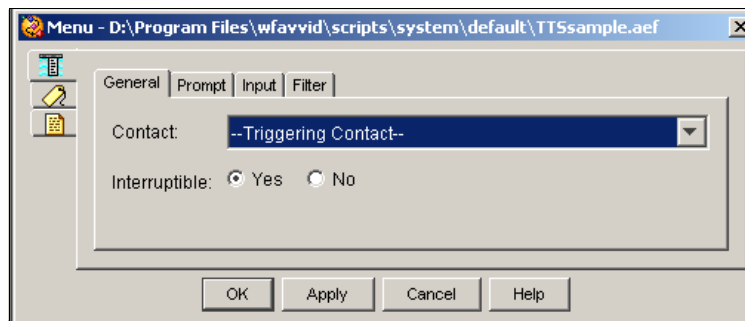 Menu - D:\Program Files\wfavvid\scripts\system\default\TTSsample.aef
General Prompt Input Filter
Contact: --Triggering Contact--
Interruptible: Yes No
OK Apply Cancel Help